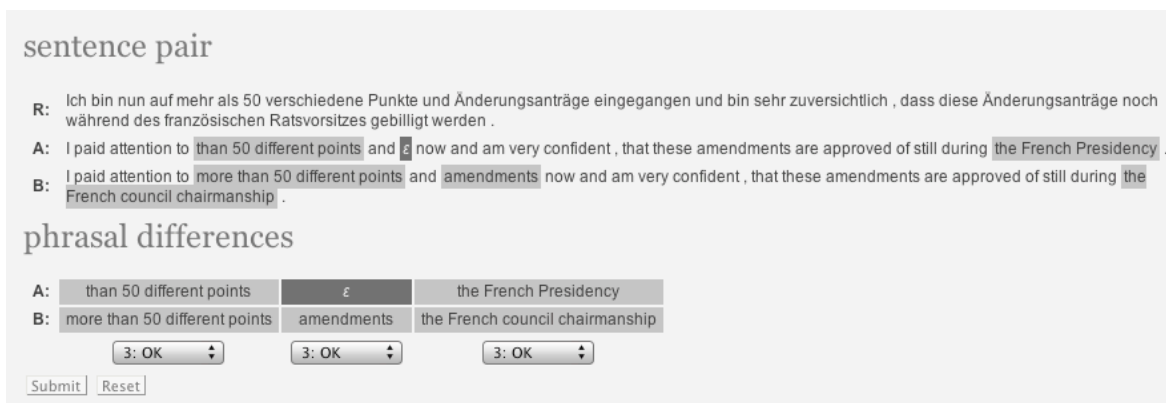 sentence pair
R: Ich bin nun auf mehr als 50 verschiedene Punkte und Änderungsanträge eingegangen und bin sehr zuversichtlich , dass diese Änderungsanträge noch
während des französischen Ratsvorsitzes gebilligt werden .
A: I paid attention to than 50 different points and ε now and am very confident , that these amendments are approved of still during the French Presidency .
B: I paid attention to more than 50 different points and amendments now and am very confident , that these amendments are approved of still during the
French council chairmanship .
phrasal differences
A: than 50 different points ε the French Presidency
B: more than 50 different points amendments the French council chairmanship
3: OK 3: OK 3: OK
Submit Reset